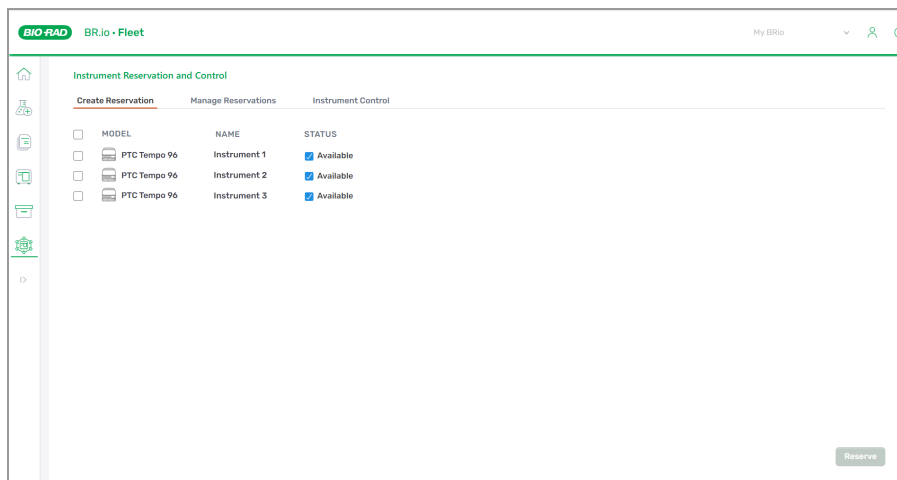 BIO-RAD BR.io • Fleet My BRio
Instrument Reservation and Control
Create Reservation Manage Reservations Instrument Control
MODEL NAME STATUS
PTC Tempo 96 Instrument 1 Available
PTC Tempo 96 Instrument 2 Available
PTC Tempo 96 Instrument 3 Available
Reserve